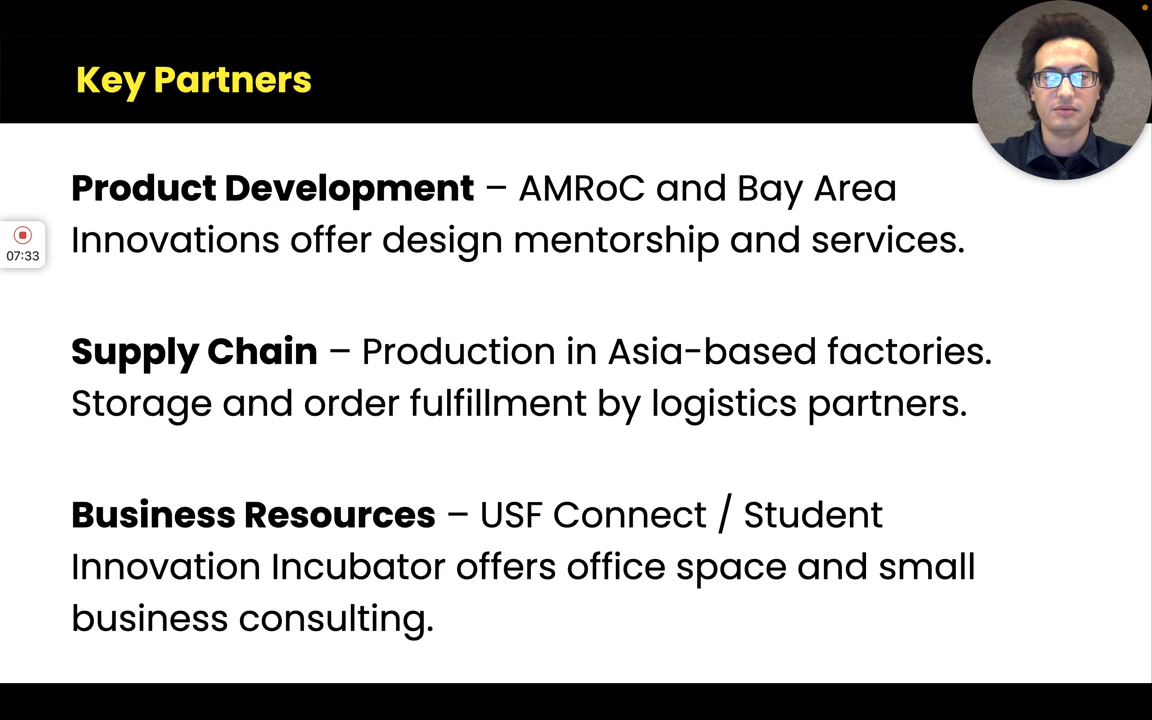 Key Partners
Product Development – AMRoC and Bay Area
Innovations offer design mentorship and services.
07:33
Supply Chain – Production in Asia-based factories.
Storage and order fulfillment by logistics partners.
Business Resources – USF Connect / Student
Innovation Incubator offers office space and small
business consulting.